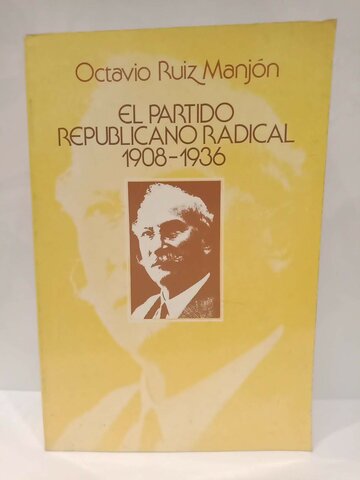 Octavio Ruiz Manjón
EL PARTIDO
REPUBLICANO RADICAL
1908-1936